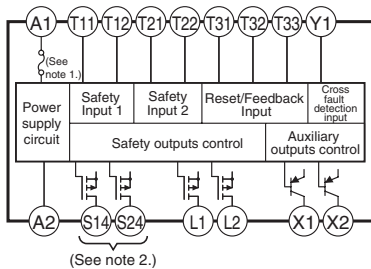 A1 T11 T12 T21 T22 T31 T32 T33 Y1
(See
note 1.)
Power
supply
circuit
Safety
Input 1
Safety
Input 2
Reset/Feedback
Input
Cross
fault
detection
input
Safety outputs control
Auxiliary
outputs control
A2 S14 S24 L1 L2 X1 X2
(See note 2.)